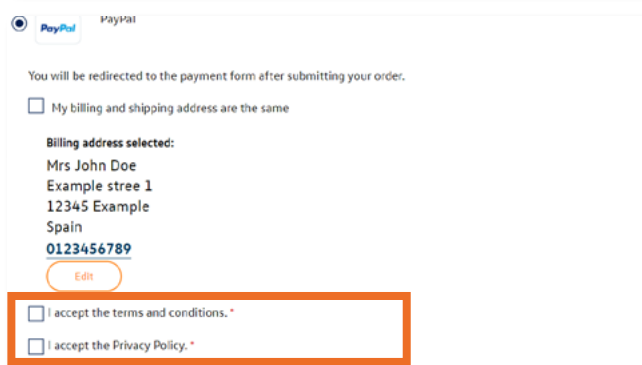 PayPal
PayPal
You will be redirected to the payment form after submitting your order.
My billing and shipping address are the same
Billing address selected:
Mrs John Doe
Example stree 1
12345 Example
Spain
0123456789
Edit
I accept the terms and conditions. *
I accept the Privacy Policy. *